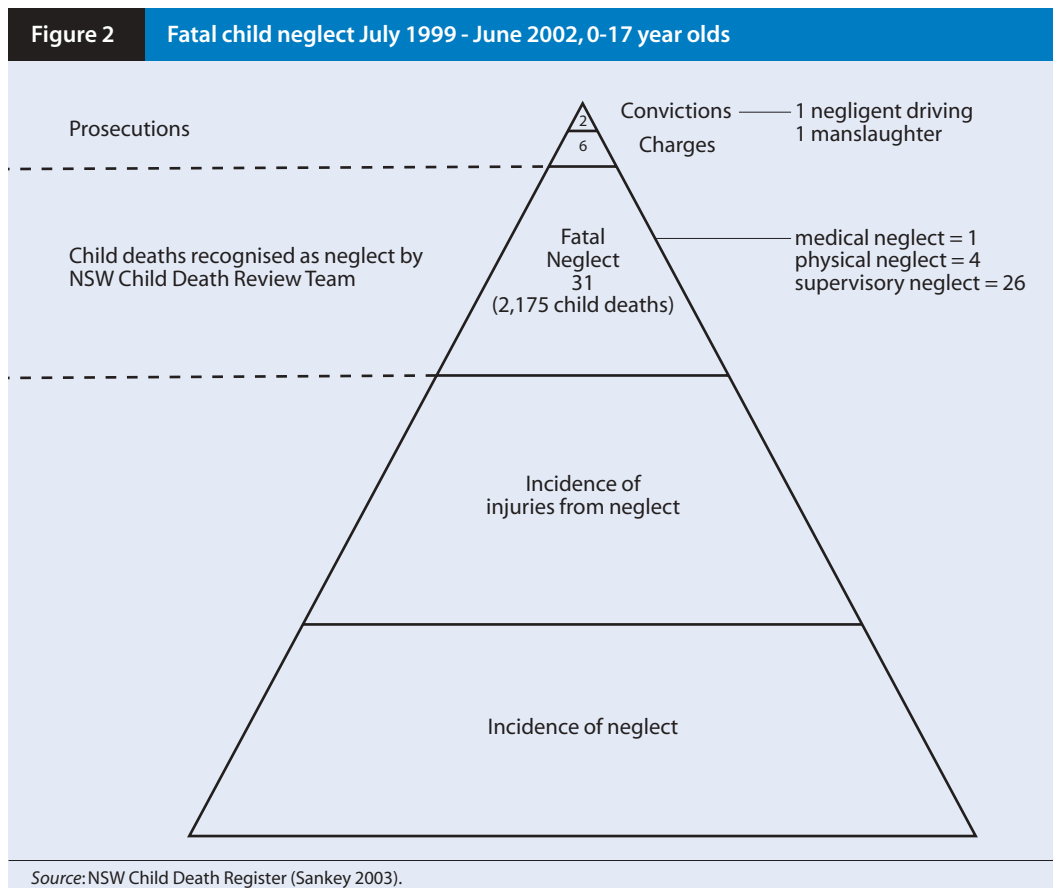 Figure 2
Fatal child neglect July 1999 - June 2002, 0-17 year olds
Prosecutions
2
Convictions
1 negligent driving
1 manslaughter
6
Charges
Child deaths recognised as neglect by
NSW Child Death Review Team
Fatal
Neglect
31
(2,175 child deaths)
medical neglect = 1
physical neglect = 4
supervisory neglect = 26
Incidence of
injuries from neglect
Incidence of neglect
Source: NSW Child Death Register (Sankey 2003).